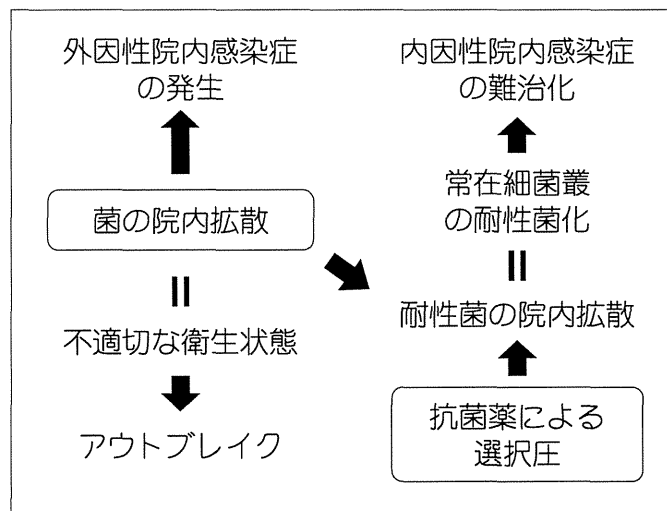 外因性院内感染症
の発生
菌の院内拡散
不適切な衛生状態
アウトブレイク
内因性院内感染症
の難治化
常在細菌叢
の耐性菌化
耐性菌の院内拡散
抗菌薬による
選択圧